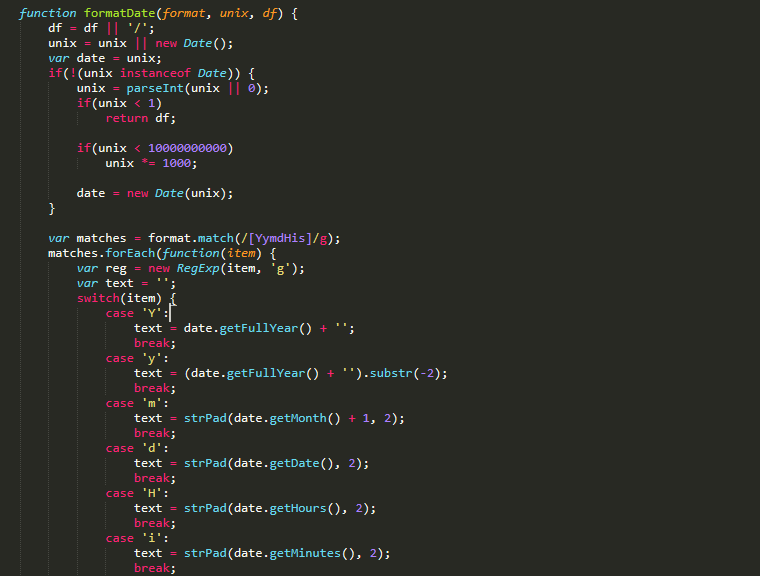 function formatDate(format, unix, df) {
    df = df || '/';
    unix = unix || new Date();
    var date = unix;
    if(!(unix instanceof Date)) {
        unix = parseInt(unix || 0);
        if(unix < 1)
            return df;

        if(unix < 10000000000)
            unix *= 1000;

        date = new Date(unix);
    }

    var matches = format.match(/[YymdHis]/g);
    matches.forEach(function(item) {
        var reg = new RegExp(item, 'g');
        var text = '';
        switch(item) {
            case 'Y':
                text = date.getFullYear() + '';
                break;
            case 'y':
                text = (date.getFullYear() + '').substr(-2);
                break;
            case 'm':
                text = strPad(date.getMonth() + 1, 2);
                break;
            case 'd':
                text = strPad(date.getDate(), 2);
                break;
            case 'H':
                text = strPad(date.getHours(), 2);
                break;
            case 'i':
                text = strPad(date.getMinutes(), 2);
                break;